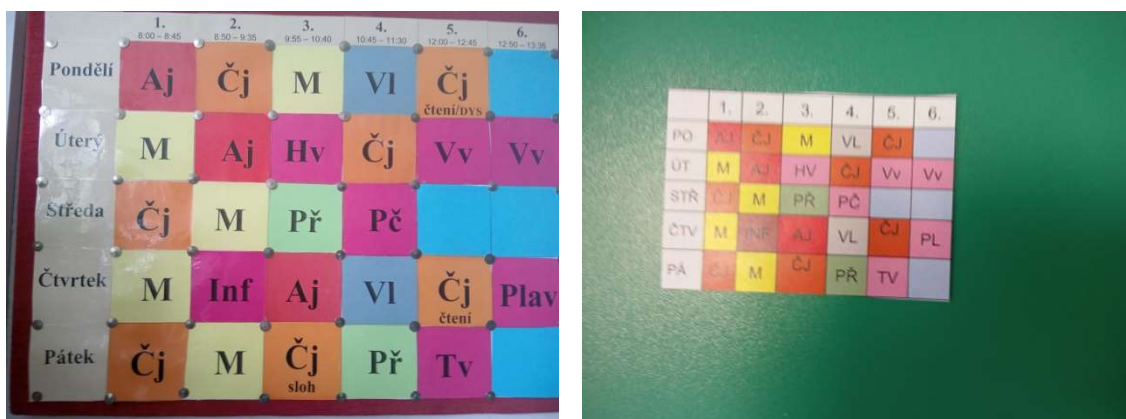 1. 2. 3. 4. 5. 6.
8:00 – 8:45 8:50 – 9:35 9:55 – 10:40 10:45 – 11:30 12:00 – 12:45 12:50 – 13:35
Pondělí Aj Čj M Vl Čj
čtení/DYS
Úterý M Aj Hv Čj Vv Vv
Středa Čj M Př Pč
Čtvrtek M Inf Aj Vl Čj Plav
čtení
Pátek Čj M Čj Př Tv
sloh
1. 2. 3. 4. 5. 6.
PO AJ ČJ M VL ČJ
ÚT M AJ HV ČJ Vv Vv
STŘ ČJ M PŘ PČ
ČTV M INF AJ VL ČJ PL
PÁ ČJ M ČJ PŘ TV